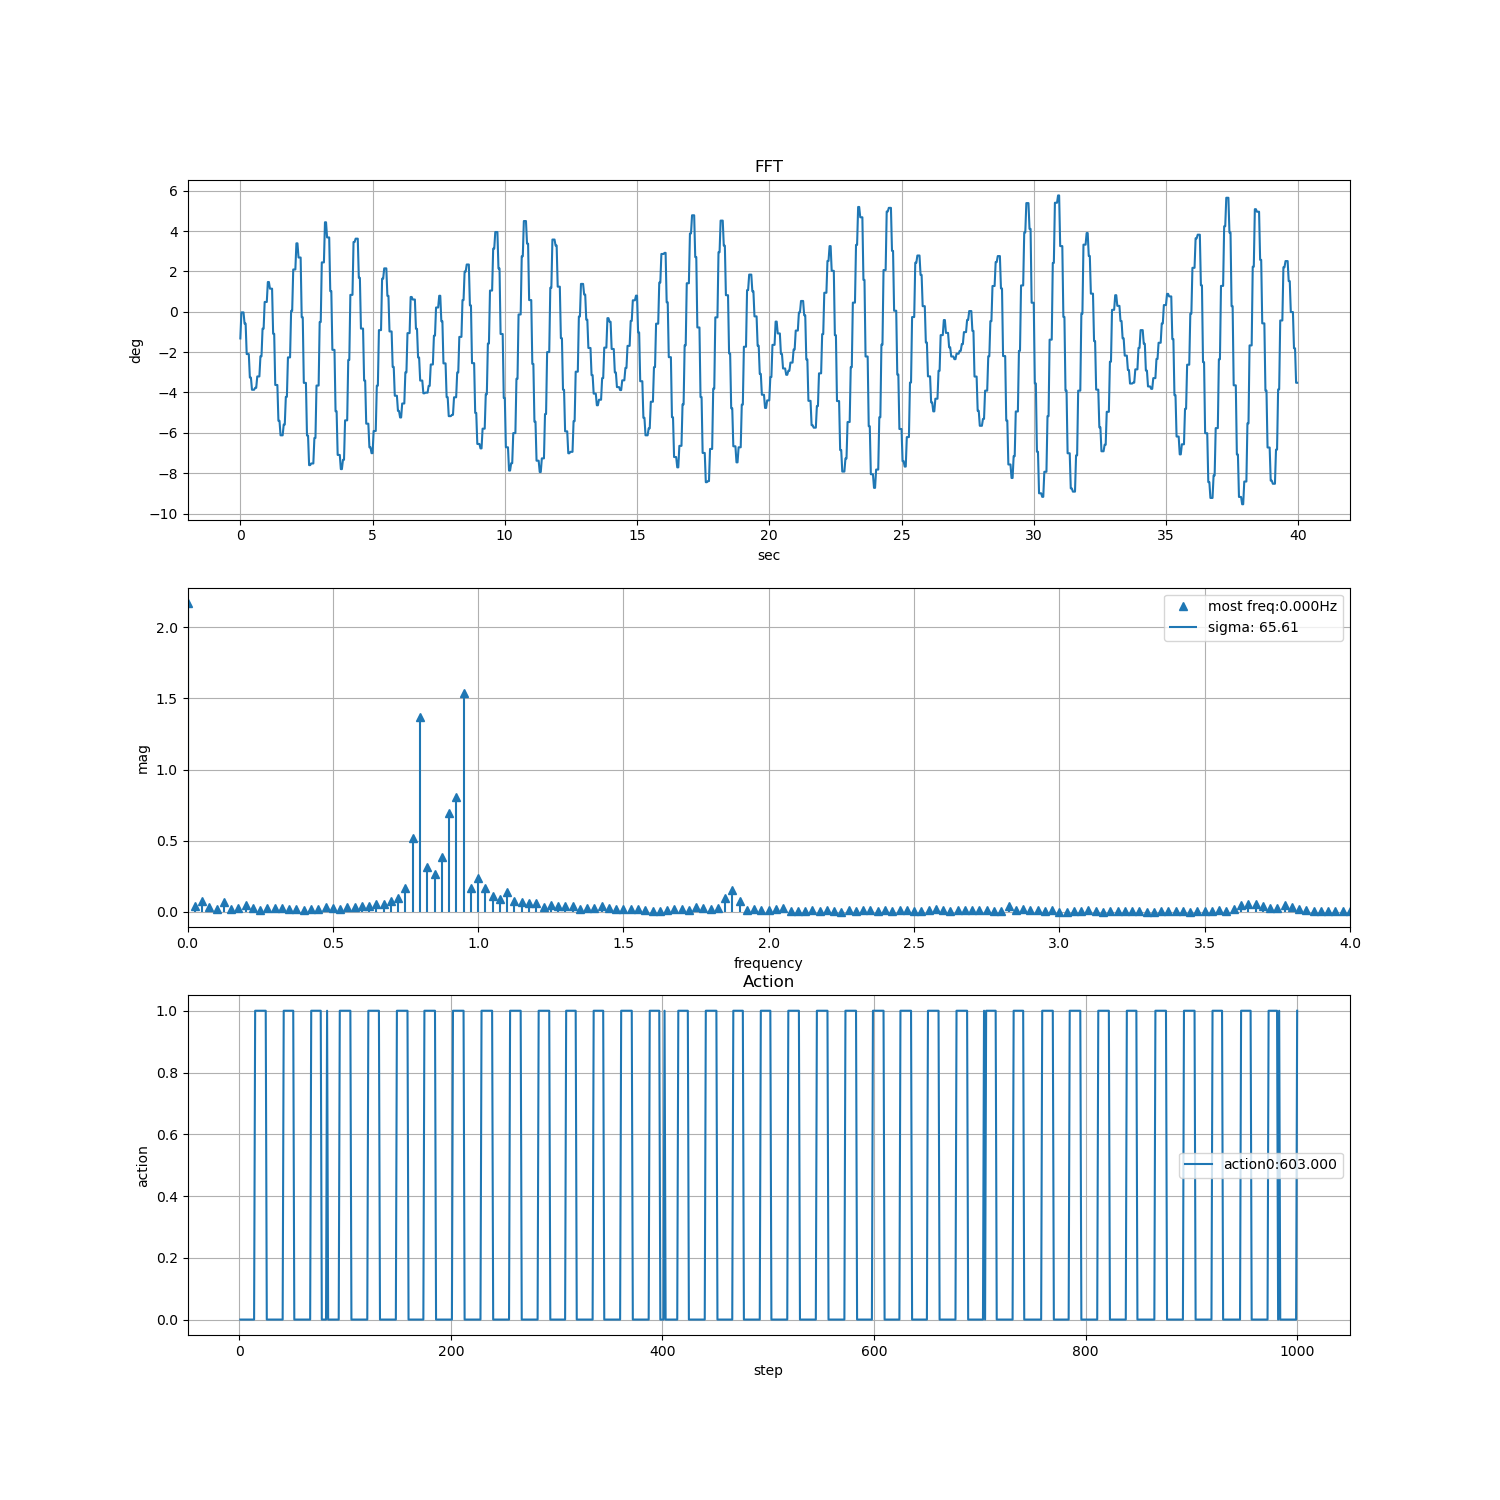 FFT
6
4
2
0
−2
−4
−6
−8
−10
deg
0 5 10 15 20 25 30 35 40
sec
most freq:0.000Hz
sigma: 65.61
2.0
1.5
1.0
0.5
0.0
mag
0.0 0.5 1.0 1.5 2.0 2.5 3.0 3.5 4.0
frequency
Action
1.0
0.8
0.6
0.4
0.2
0.0
action
action0:603.000
0 200 400 600 800 1000
step